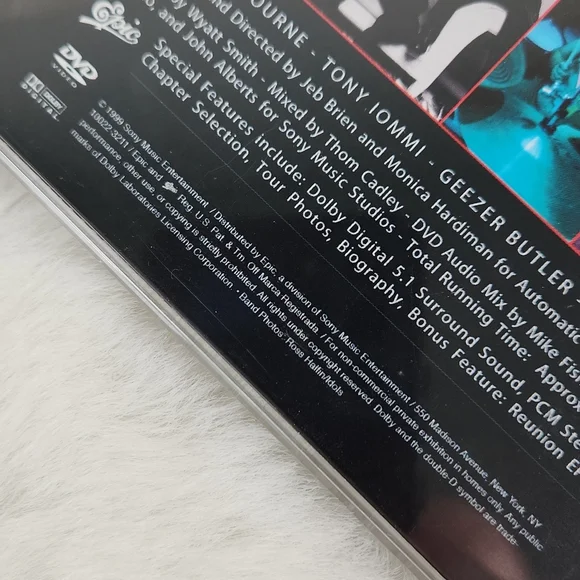 Epic
DVD
VIDEO
DOLBY
DIGITAL
OURNE - TONY IOMMI - GEEZER BUTLER
nd Directed by Jeb Brien and Monica Hardiman for Automatic
by Wyatt Smith - Mixed by Thom Cadley - DVD Audio Mix by Mike Fis
o, and John Alberts for Sony Music Studios - Total Running Time: Appro
Special Features include: Dolby Digital 5.1 Surround Sound, PCM Ste
Chapter Selection, Tour Photos, Biography, Bonus Feature: Reunion EP
© 1999 Sony Music Entertainment / Distributed by Epic, a division of Sony Music Entertainment / 550 Madison Avenue, New York, NY
10022-3211 / Epic and Reg. U.S. Pat. & Tm. Off. Marca Registrada. / For non-commercial private exhibition in homes only. Any public
performance, other use, or copying is strictly prohibited. All rights under copyright reserved. Dolby and the double-D symbol are trade-
marks of Dolby Laboratories Licensing Corporation. • Band Photos: Ross Halfin/Idols